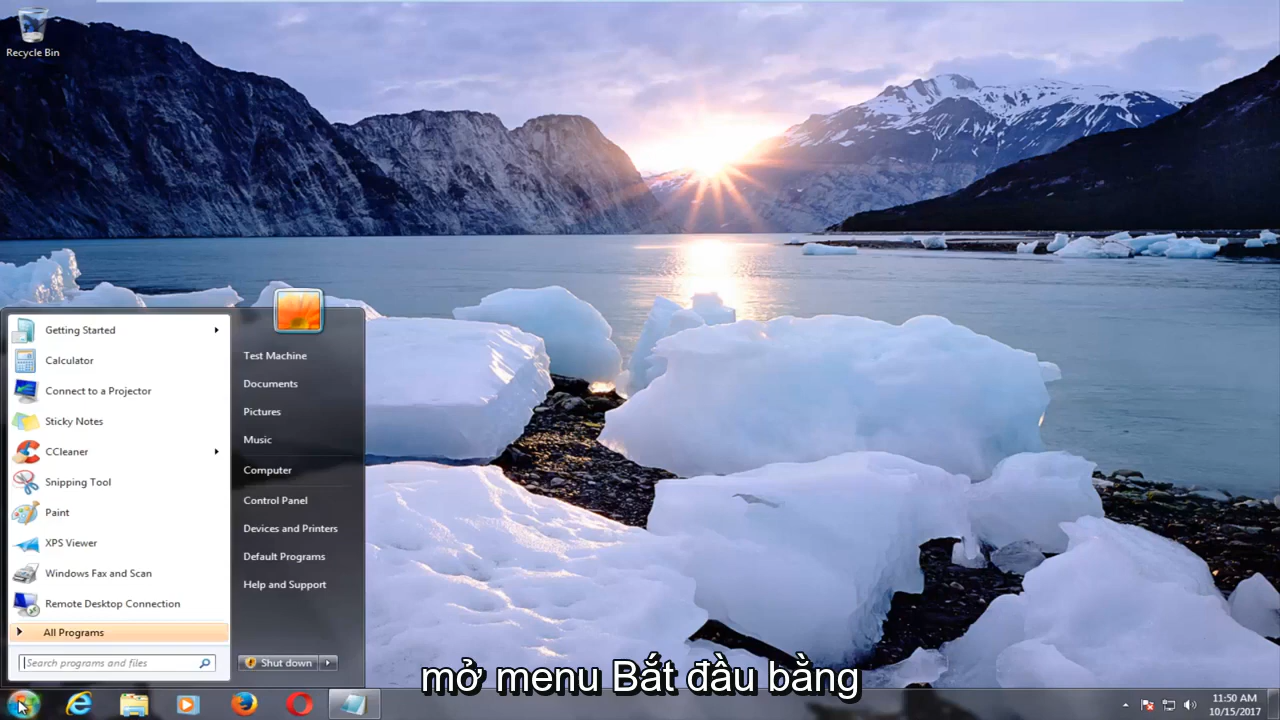 Recycle Bin
Getting Started
Calculator
Connect to a Projector
Sticky Notes
CCleaner
Snipping Tool
Paint
XPS Viewer
Windows Fax and Scan
Remote Desktop Connection
All Programs
Search programs and files
Test Machine
Documents
Pictures
Music
Computer
Control Panel
Devices and Printers
Default Programs
Help and Support
Shut down
mở menu Bắt đầu bằng
11:50 AM
10/15/2017